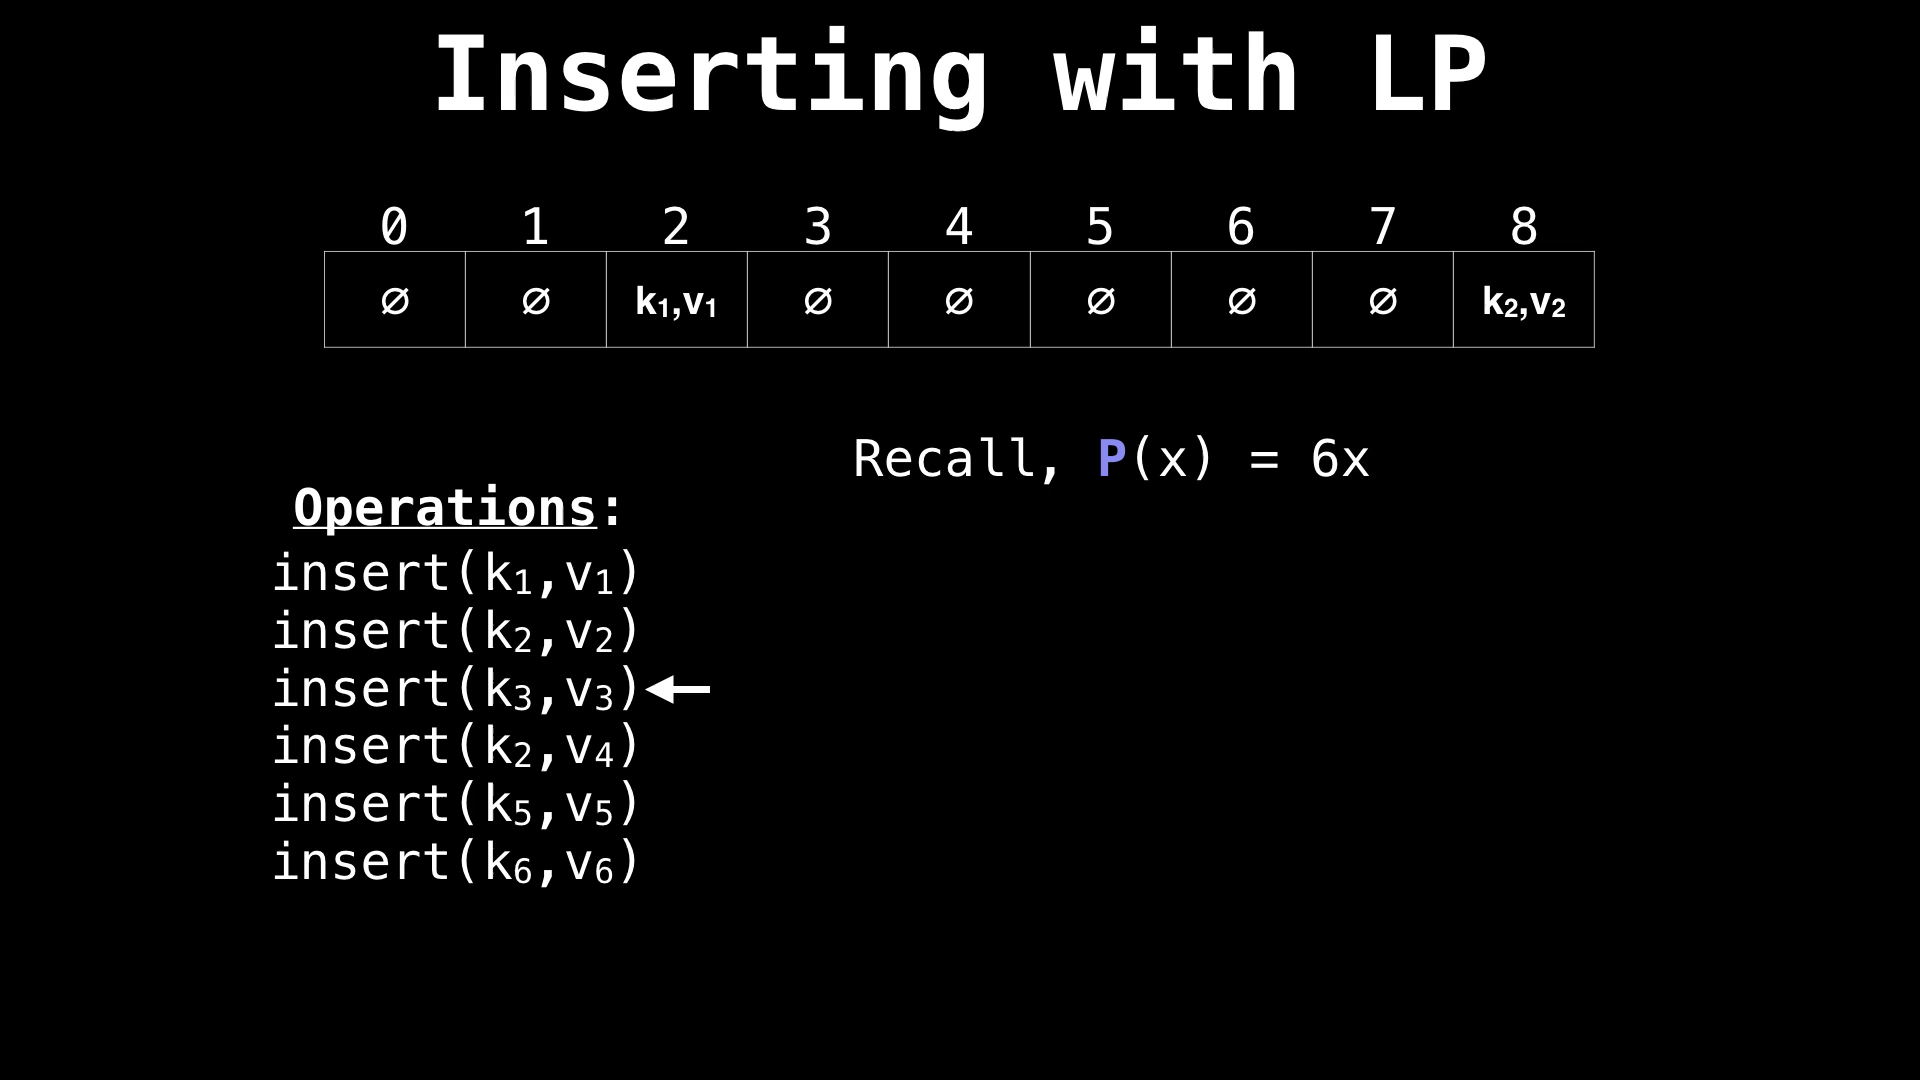 Inserting with LP
0 1 2 3 4 5 6 7 8
∅ ∅ k₁,v₁ ∅ ∅ ∅ ∅ ∅ k₂,v₂
Recall, P(x) = 6x
Operations:
insert(k₁,v₁)
insert(k₂,v₂)
insert(k₃,v₃)
insert(k₂,v₄)
insert(k₅,v₅)
insert(k₆,v₆)